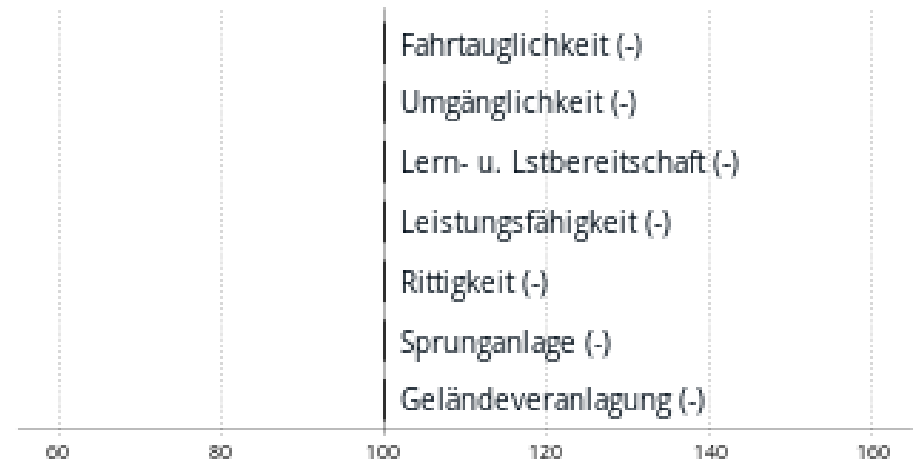 Fahrtauglichkeit (-)
Umgänglichkeit (-)
Lern- u. Lstbereitschaft (-)
Leistungsfähigkeit (-)
Rittigkeit (-)
Sprunganlage (-)
Geländeveranlagung (-)
60 80 100 120 140 160